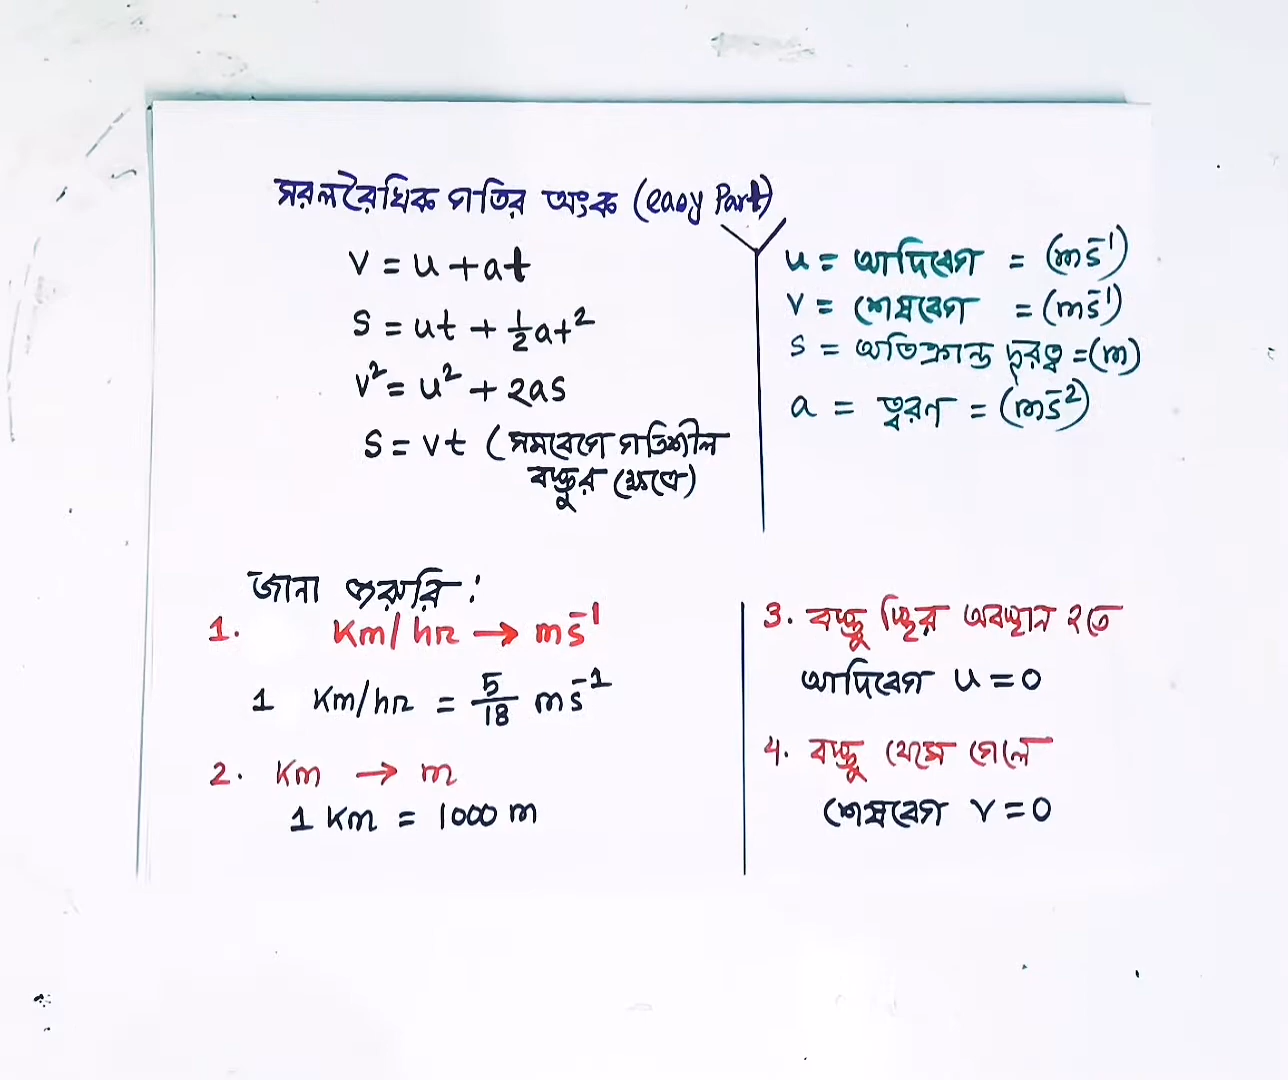 সরলরৈখিক গতির অংক (easy Part)
v = u + at
s = ut + ½at²
v² = u² + 2as
s = vt (সমবেগে গতিশীল
বস্তুর ক্ষেত্রে)
u = আদিবেগ = (ms⁻¹)
v = শেষবেগ = (ms⁻¹)
s = অতিক্রান্ত দূরত্ব = (m)
a = ত্বরণ = (ms⁻²)
জানা জরুরি :
1. Km/hr → ms⁻¹
1 Km/hr = 5/18 ms⁻¹
2. Km → m
1 Km = 1000 m
3. বস্তু স্থির অবস্থান হতে
আদিবেগ u = 0
4. বস্তু থেমে গেলে
শেষবেগ v = 0